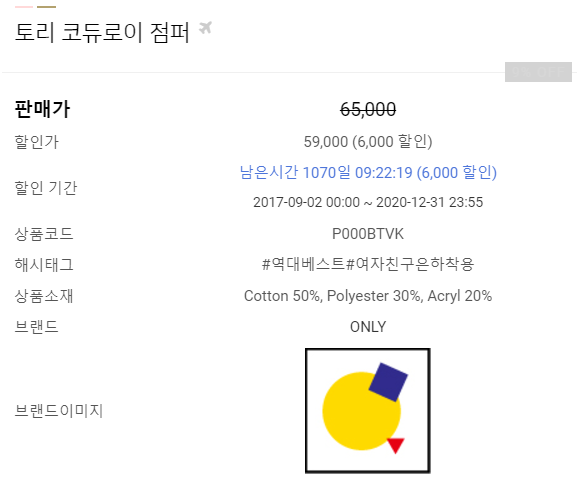 토리 코듀로이 점퍼
판매가 65,000
할인가 59,000 (6,000 할인)
할인 기간 남은시간 1070일 09:22:19 (6,000 할인)
2017-09-02 00:00 ~ 2020-12-31 23:55
상품코드 P000BTVK
해시태그 #역대베스트#여자친구은하착용
상품소재 Cotton 50%, Polyester 30%, Acryl 20%
브랜드 ONLY
브랜드이미지